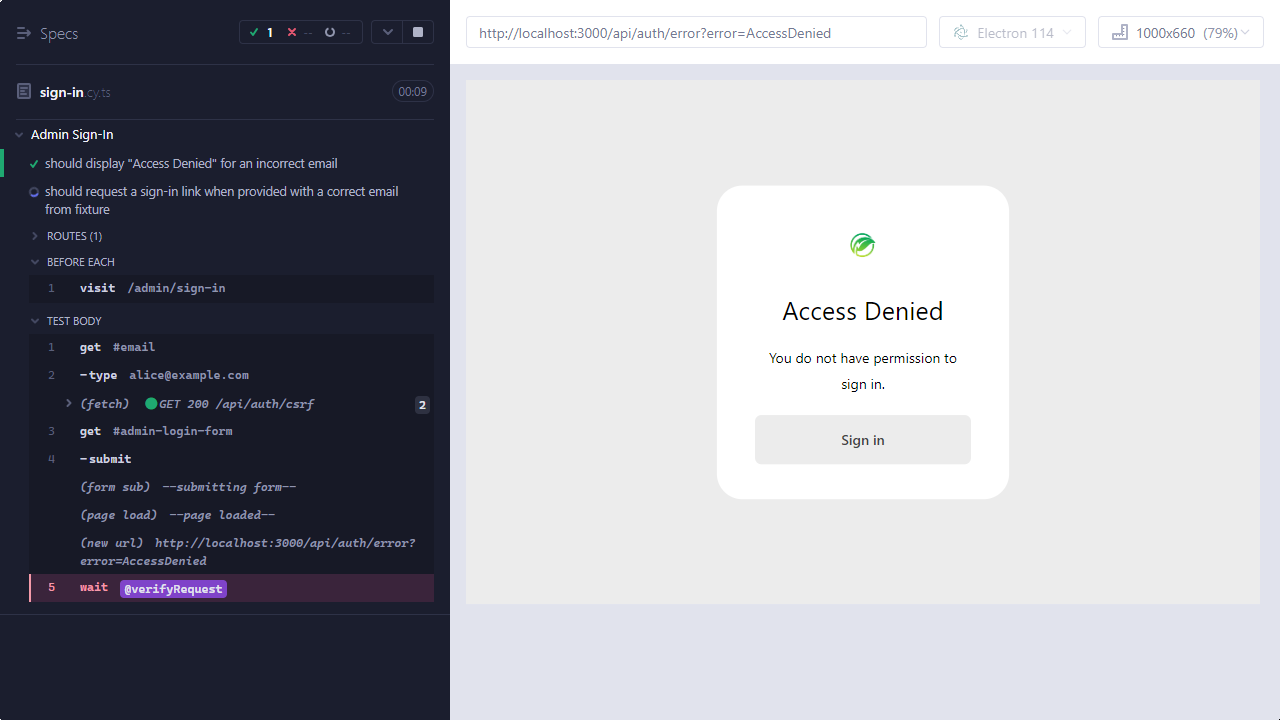 Specs
1 -- --
http://localhost:3000/api/auth/error?error=AccessDenied
Electron 114
1000x660 (79%)
sign-in.cy.ts
00:09
Admin Sign-In
should display "Access Denied" for an incorrect email
should request a sign-in link when provided with a correct email
from fixture
ROUTES (1)
BEFORE EACH
1 visit /admin/sign-in
TEST BODY
1 get #email
2 -type alice@example.com
(fetch) GET 200 /api/auth/csrf 2
3 get #admin-login-form
4 -submit
(form sub) --submitting form--
(page load) --page loaded--
(new url) http://localhost:3000/api/auth/error?
error=AccessDenied
5 wait @verifyRequest
Access Denied
You do not have permission to
sign in.
Sign in